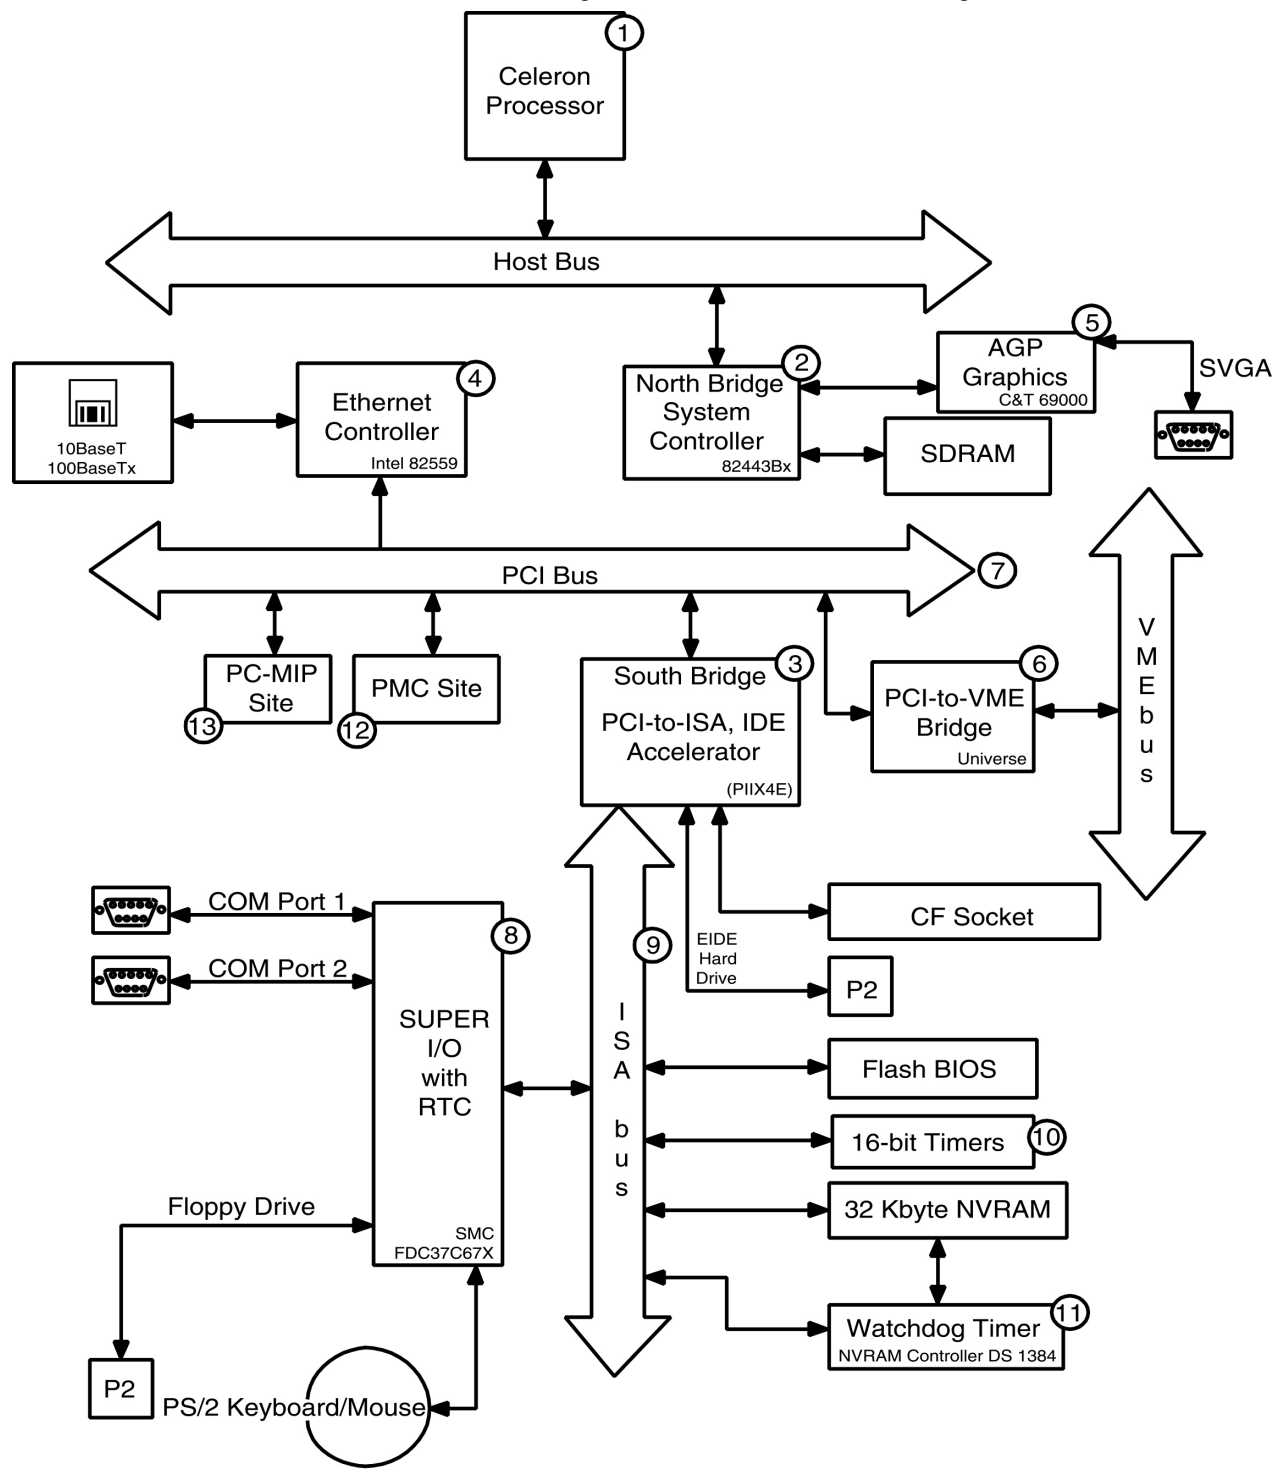 1
Celeron
Processor
Host Bus
10BaseT
100BaseTx
4
Ethernet
Controller
Intel 82559
2
North Bridge
System
Controller
82443Bx
5
AGP
Graphics
C&T 69000
SVGA
SDRAM
PCI Bus
7
VMEbus
PC-MIP
Site
13
PMC Site
12
3
South Bridge
PCI-to-ISA, IDE
Accelerator
(PIIX4E)
6
PCI-to-VME
Bridge
Universe
COM Port 1
COM Port 2
8
SUPER
I/O
with
RTC
SMC
FDC37C67X
Floppy Drive
P2
PS/2 Keyboard/Mouse
9
ISA bus
EIDE
Hard
Drive
CF Socket
P2
Flash BIOS
16-bit Timers
10
32 Kbyte NVRAM
11
Watchdog Timer
NVRAM Controller DS 1384